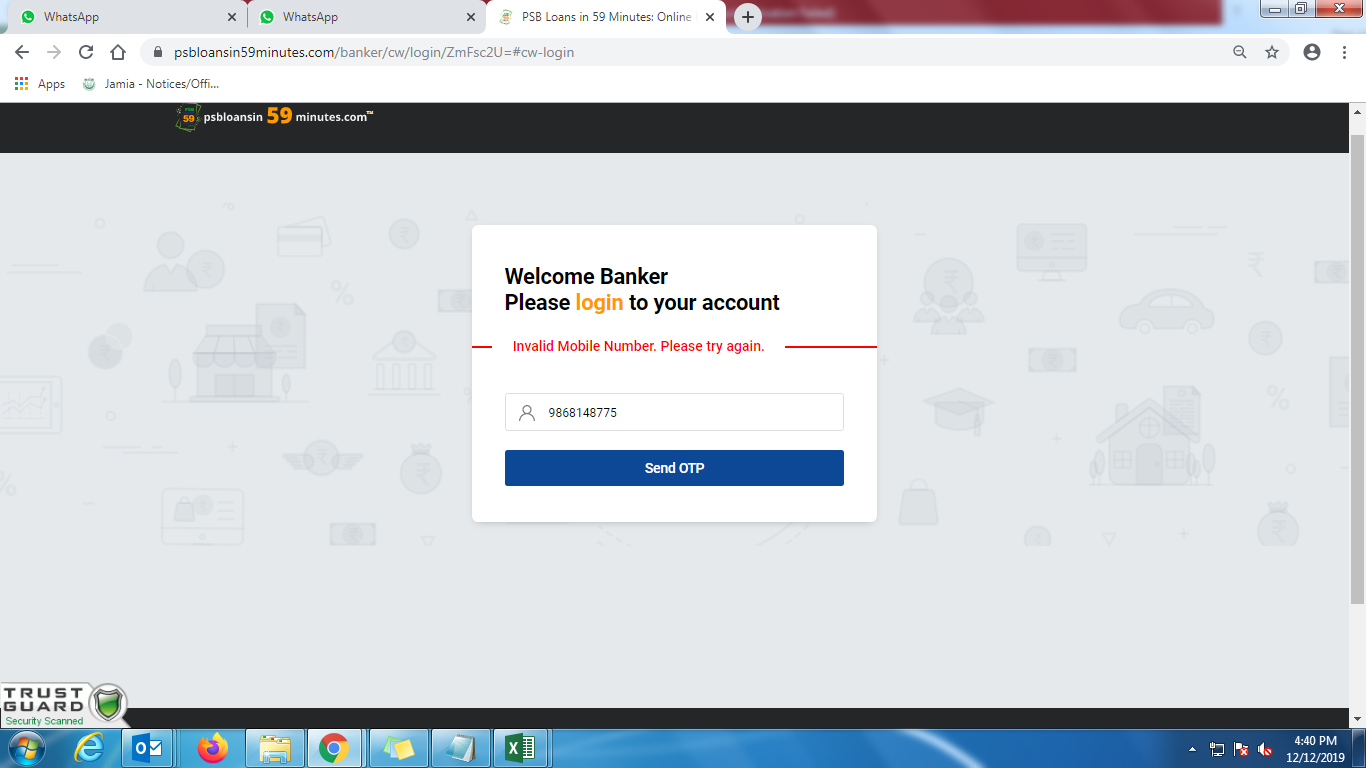 WhatsApp
WhatsApp
PSB Loans in 59 Minutes: Online
psbloansin59minutes.com/banker/cw/login/ZmFsc2U=#cw-login
Apps
Jamia - Notices/Offi...
PSB
59
psbloansin 59 minutes.com™
Welcome Banker
Please login to your account
Invalid Mobile Number. Please try again.
9868148775
Send OTP
TRUST
GUARD
Security Scanned
4:40 PM
12/12/2019